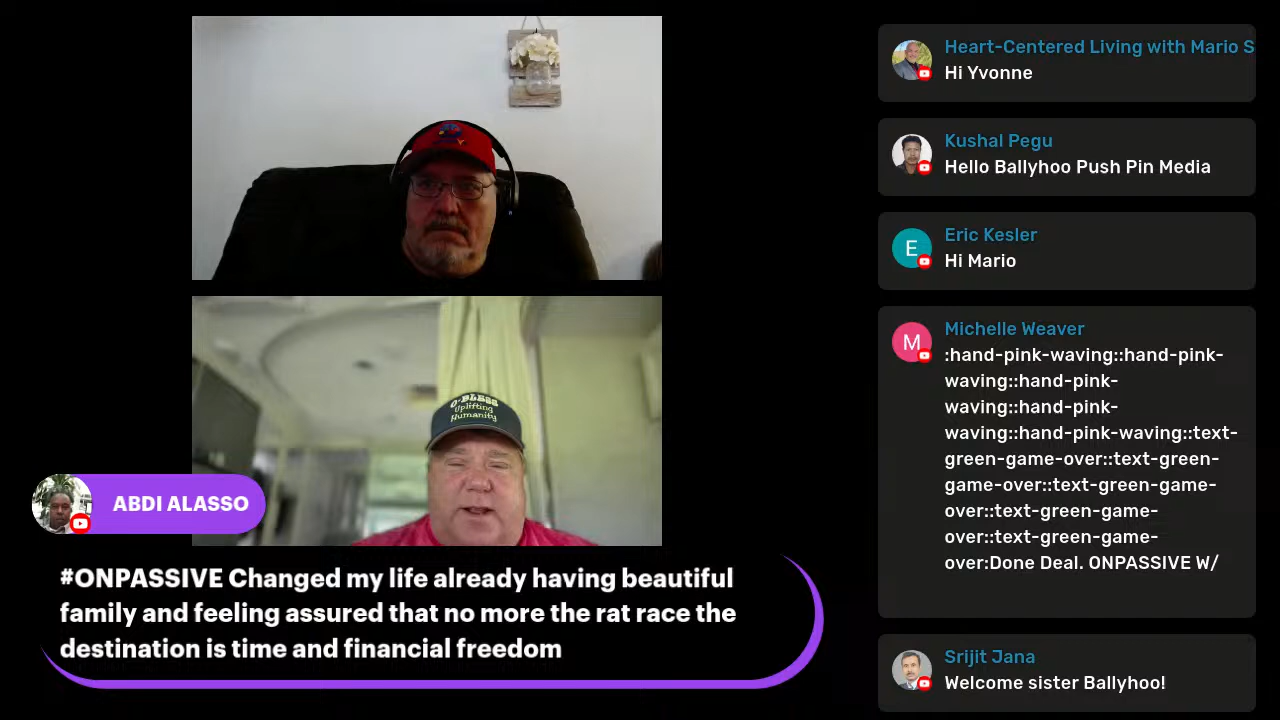 O-BLESS
Uplifting
Humanity
ABDI ALASSO
#ONPASSIVE Changed my life already having beautiful
family and feeling assured that no more the rat race the
destination is time and financial freedom
Heart-Centered Living with Mario S
Hi Yvonne
Kushal Pegu
Hello Ballyhoo Push Pin Media
E
Eric Kesler
Hi Mario
M
Michelle Weaver
:hand-pink-waving::hand-pink-
waving::hand-pink-
waving::hand-pink-
waving::hand-pink-waving::text-
green-game-over::text-green-
game-over::text-green-game-
over::text-green-game-
over::text-green-game-
over:Done Deal. ONPASSIVE W/
Srijit Jana
Welcome sister Ballyhoo!